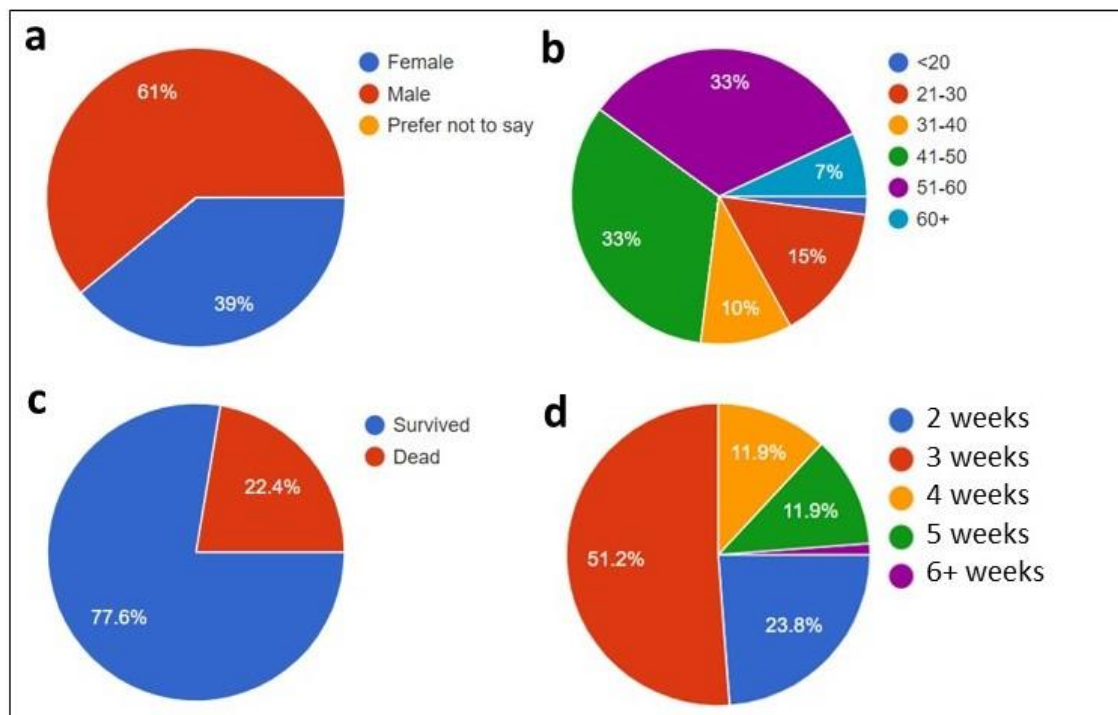 a
61%
39%
Female
Male
Prefer not to say
b
33%
7%
15%
10%
33%
<20
21-30
31-40
41-50
51-60
60+
c
22.4%
77.6%
Survived
Dead
d
11.9%
11.9%
51.2%
23.8%
2 weeks
3 weeks
4 weeks
5 weeks
6+ weeks